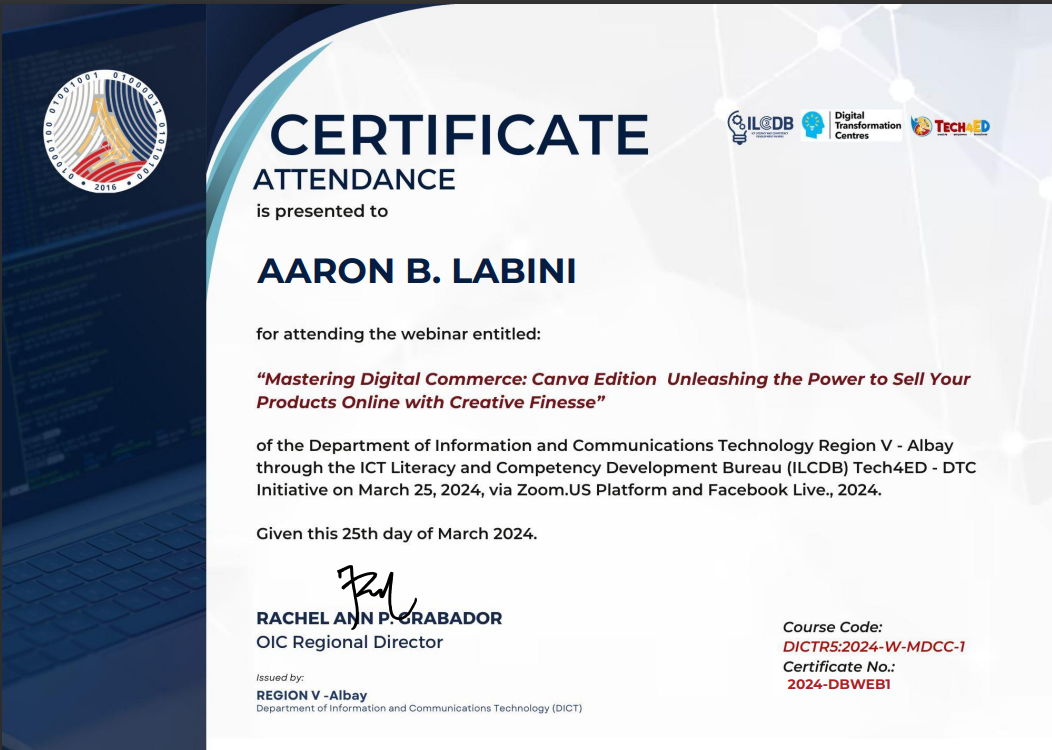 01000100 01001001 01000011 01010100
2016
CERTIFICATE
ATTENDANCE
is presented to
ILCDB
Digital
Transformation
Centres
TECH4ED
AARON B. LABINI
for attending the webinar entitled:
“Mastering Digital Commerce: Canva Edition  Unleashing the Power to Sell Your
Products Online with Creative Finesse”
of the Department of Information and Communications Technology Region V - Albay
through the ICT Literacy and Competency Development Bureau (ILCDB) Tech4ED - DTC
Initiative on March 25, 2024, via Zoom.US Platform and Facebook Live., 2024.
Given this 25th day of March 2024.
RACHEL ANN P. GRABADOR
OIC Regional Director
Issued by:
REGION V -Albay
Department of Information and Communications Technology (DICT)
Course Code:
DICTR5:2024-W-MDCC-1
Certificate No.:
2024-DBWEB1